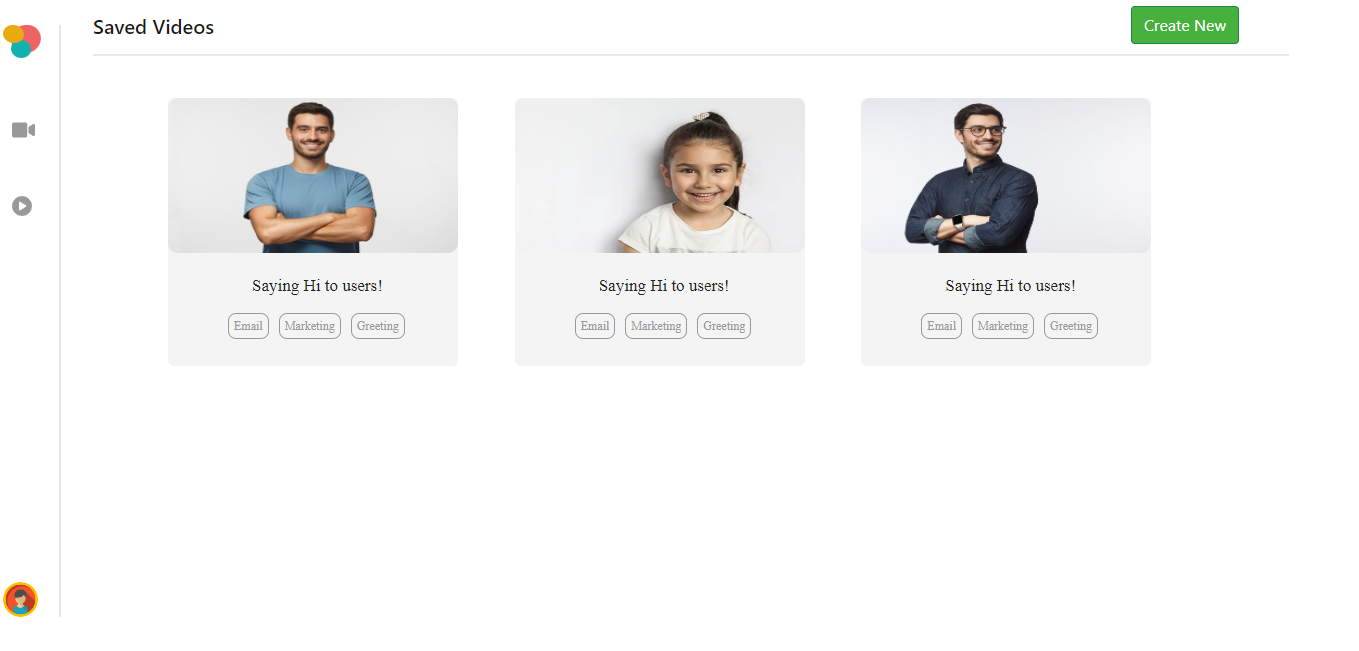 Saved Videos
Create New
Saying Hi to users!
Email Marketing Greeting
Saying Hi to users!
Email Marketing Greeting
Saying Hi to users!
Email Marketing Greeting